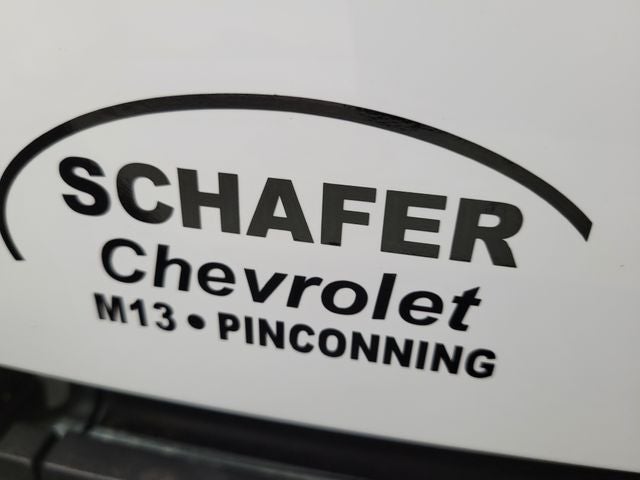 SCHAFER
Chevrolet
M13 • PINCONNING